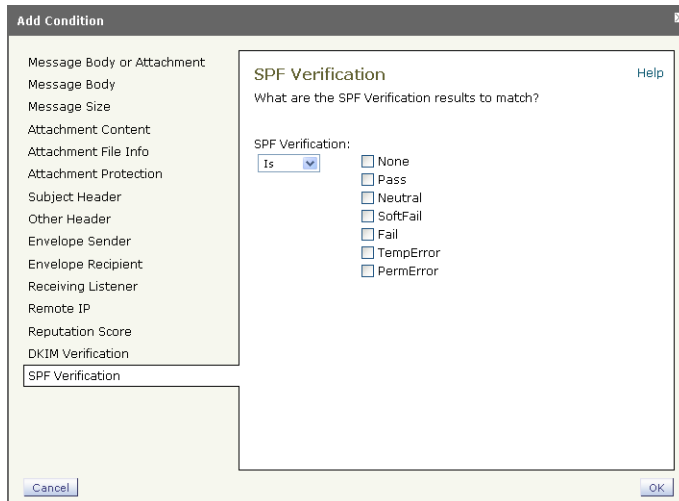 Add Condition
Message Body or Attachment
Message Body
Message Size
Attachment Content
Attachment File Info
Attachment Protection
Subject Header
Other Header
Envelope Sender
Envelope Recipient
Receiving Listener
Remote IP
Reputation Score
DKIM Verification
SPF Verification
SPF Verification
Help
What are the SPF Verification results to match?
SPF Verification:
Is
None
Pass
Neutral
SoftFail
Fail
TempError
PermError
Cancel
OK